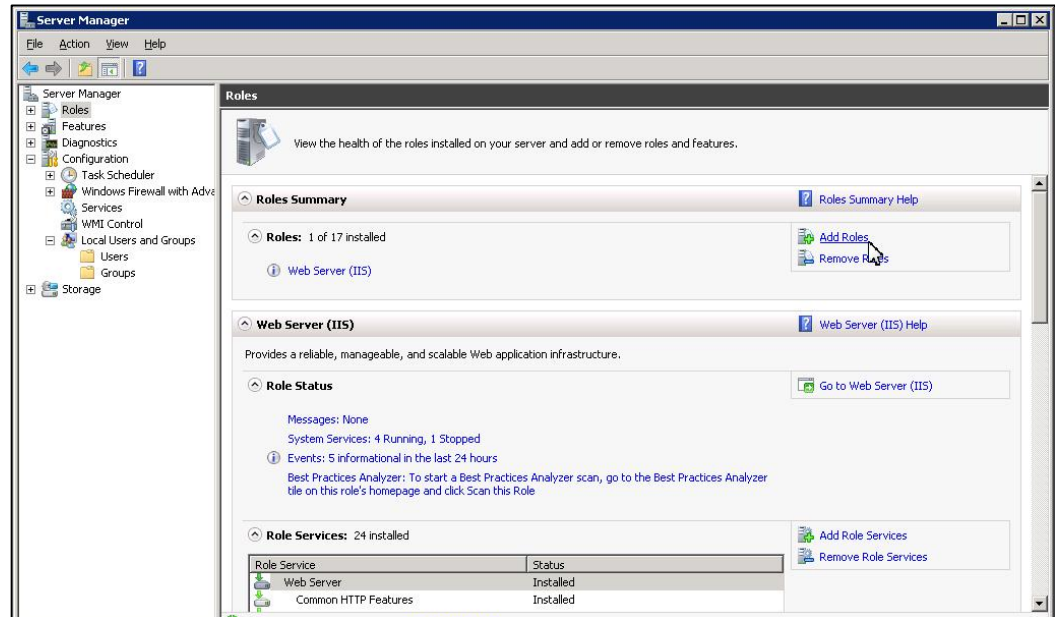 Server Manager
File Action View Help
Server Manager
Roles
Features
Diagnostics
Configuration
Task Scheduler
Windows Firewall with Adva
Services
WMI Control
Local Users and Groups
Users
Groups
Storage
Roles
View the health of the roles installed on your server and add or remove roles and features.
Roles Summary
Roles Summary Help
Roles: 1 of 17 installed
Add Roles
Remove Roles
Web Server (IIS)
Web Server (IIS)
Web Server (IIS) Help
Provides a reliable, manageable, and scalable Web application infrastructure.
Role Status
Go to Web Server (IIS)
Messages: None
System Services: 4 Running, 1 Stopped
Events: 5 informational in the last 24 hours
Best Practices Analyzer: To start a Best Practices Analyzer scan, go to the Best Practices Analyzer
tile on this role's homepage and click Scan this Role
Role Services: 24 installed
Add Role Services
Remove Role Services
Role Service Status
Web Server Installed
Common HTTP Features Installed